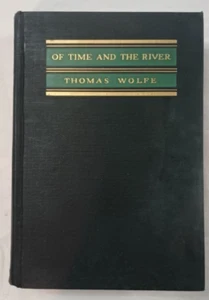 OF TIME AND THE RIVER
THOMAS WOLFE